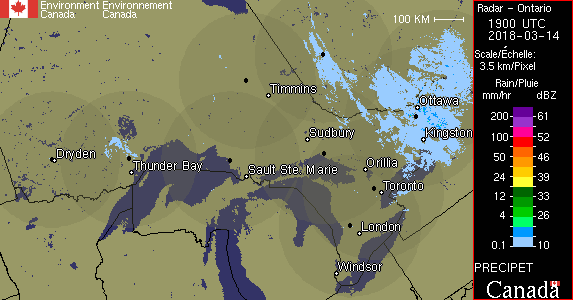 Environment Environnement
Canada Canada
100 KM
Radar - Ontario
1900 UTC
2018-03-14
Scale/Échelle:
3.5 km/Pixel
Rain/Pluie
mm/hr dBZ
200 61
100 52
50 46
24 39
12 33
4 26
0.1 10
PRECIPET
Canada
Timmins
Ottawa
Sudbury
Kingston
Dryden
Thunder Bay
Sault Ste. Marie
Orillia
Toronto
London
Windsor